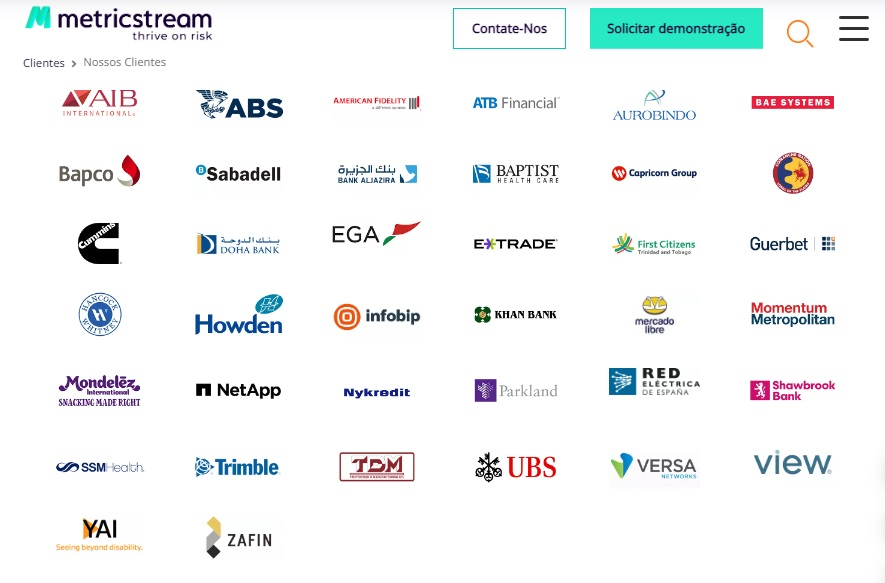 metricstream
thrive on risk
Contate-Nos
Solicitar demonstração
Clientes > Nossos Clientes
AIB
INTERNATIONAL
ABS
AMERICAN FIDELITY
ATB Financial
AUROBINDO
BAE SYSTEMS
Bapco
B Sabadell
بنك الجزيرة
BANK ALJAZIRA
BAPTIST
HEALTH CARE
Capricorn Group
Cummins
بنك الدوحة
DOHA BANK
EGA
E*TRADE
First Citizens
Trinidad and Tobago
Guerbet
HANCOCK
WHITNEY
Howden
infobip
KHAN BANK
mercado
libre
Momentum
Metropolitan
Mondelēz
International
SNACKING MADE RIGHT
NetApp
Nykredit
Parkland
RED
ELÉCTRICA
DE ESPAÑA
Shawbrook
Bank
SSMHealth
Trimble
TDM
UBS
VERSA
NETWORKS
view
YAI
Seeing beyond disability.
ZAFIN